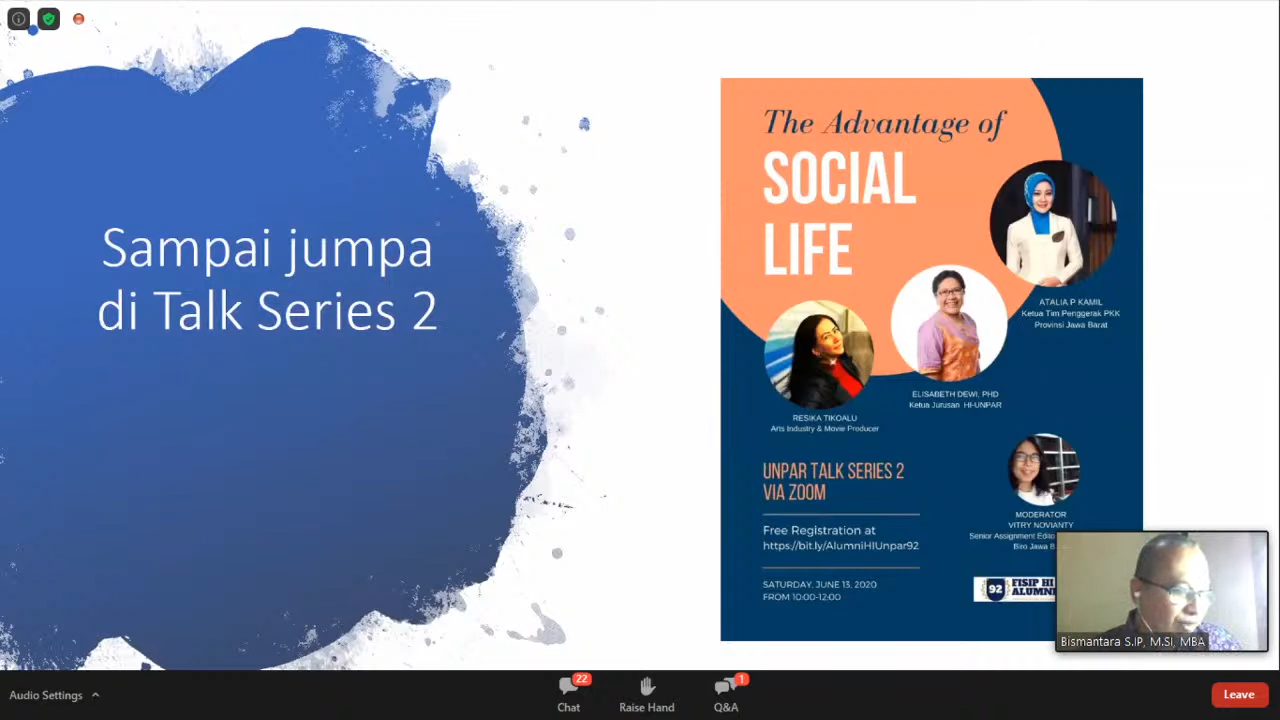 Sampai jumpa
di Talk Series 2
The Advantage of
SOCIAL
LIFE
ATALIA P KAMIL
Ketua Tim Penggerak PKK
Provinsi Jawa Barat
ELISABETH DEWI, PHD
Ketua Jurusan HI-UNPAR
RESIKA TIKOALU
Arts Industry & Movie Producer
UNPAR TALK SERIES 2
VIA ZOOM
Free Registration at
https://bit.ly/AlumniHIUnpar92
SATURDAY, JUNE 13, 2020
FROM 10:00-12:00
MODERATOR
VITRY NOVIANTY
Senior Assignment
Biro Jawa
92
FISIP HI
Bismantara S.IP, M.SI, MBA
Audio Settings
22
Chat
Raise Hand
1
Q&A
Leave